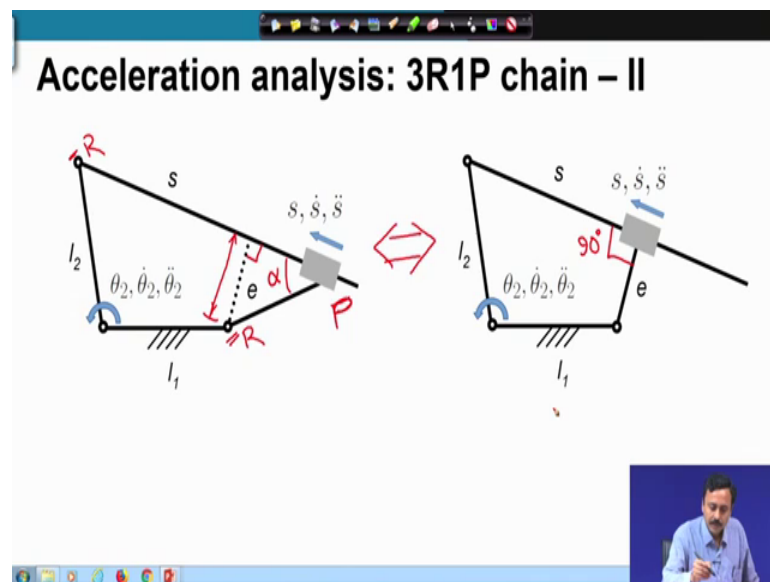 Acceleration analysis: 3R1P chain – II
R
s
s, ṡ, s̈
l₂
α
θ₂, θ̇₂, θ̈₂
e
P
R
l₁
s
s, ṡ, s̈
90°
l₂
θ₂, θ̇₂, θ̈₂
e
l₁